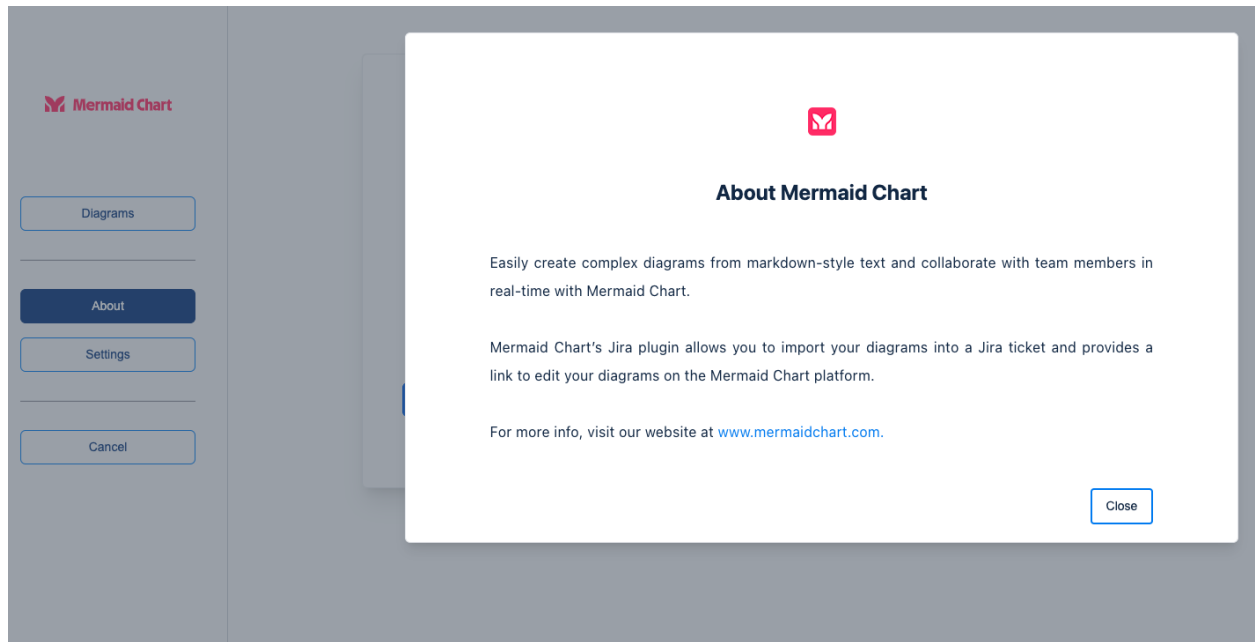 Mermaid Chart
Diagrams
About
Settings
Cancel
About Mermaid Chart
Easily create complex diagrams from markdown-style text and collaborate with team members in
real-time with Mermaid Chart.
Mermaid Chart's Jira plugin allows you to import your diagrams into a Jira ticket and provides a
link to edit your diagrams on the Mermaid Chart platform.
For more info, visit our website at www.mermaidchart.com.
Close